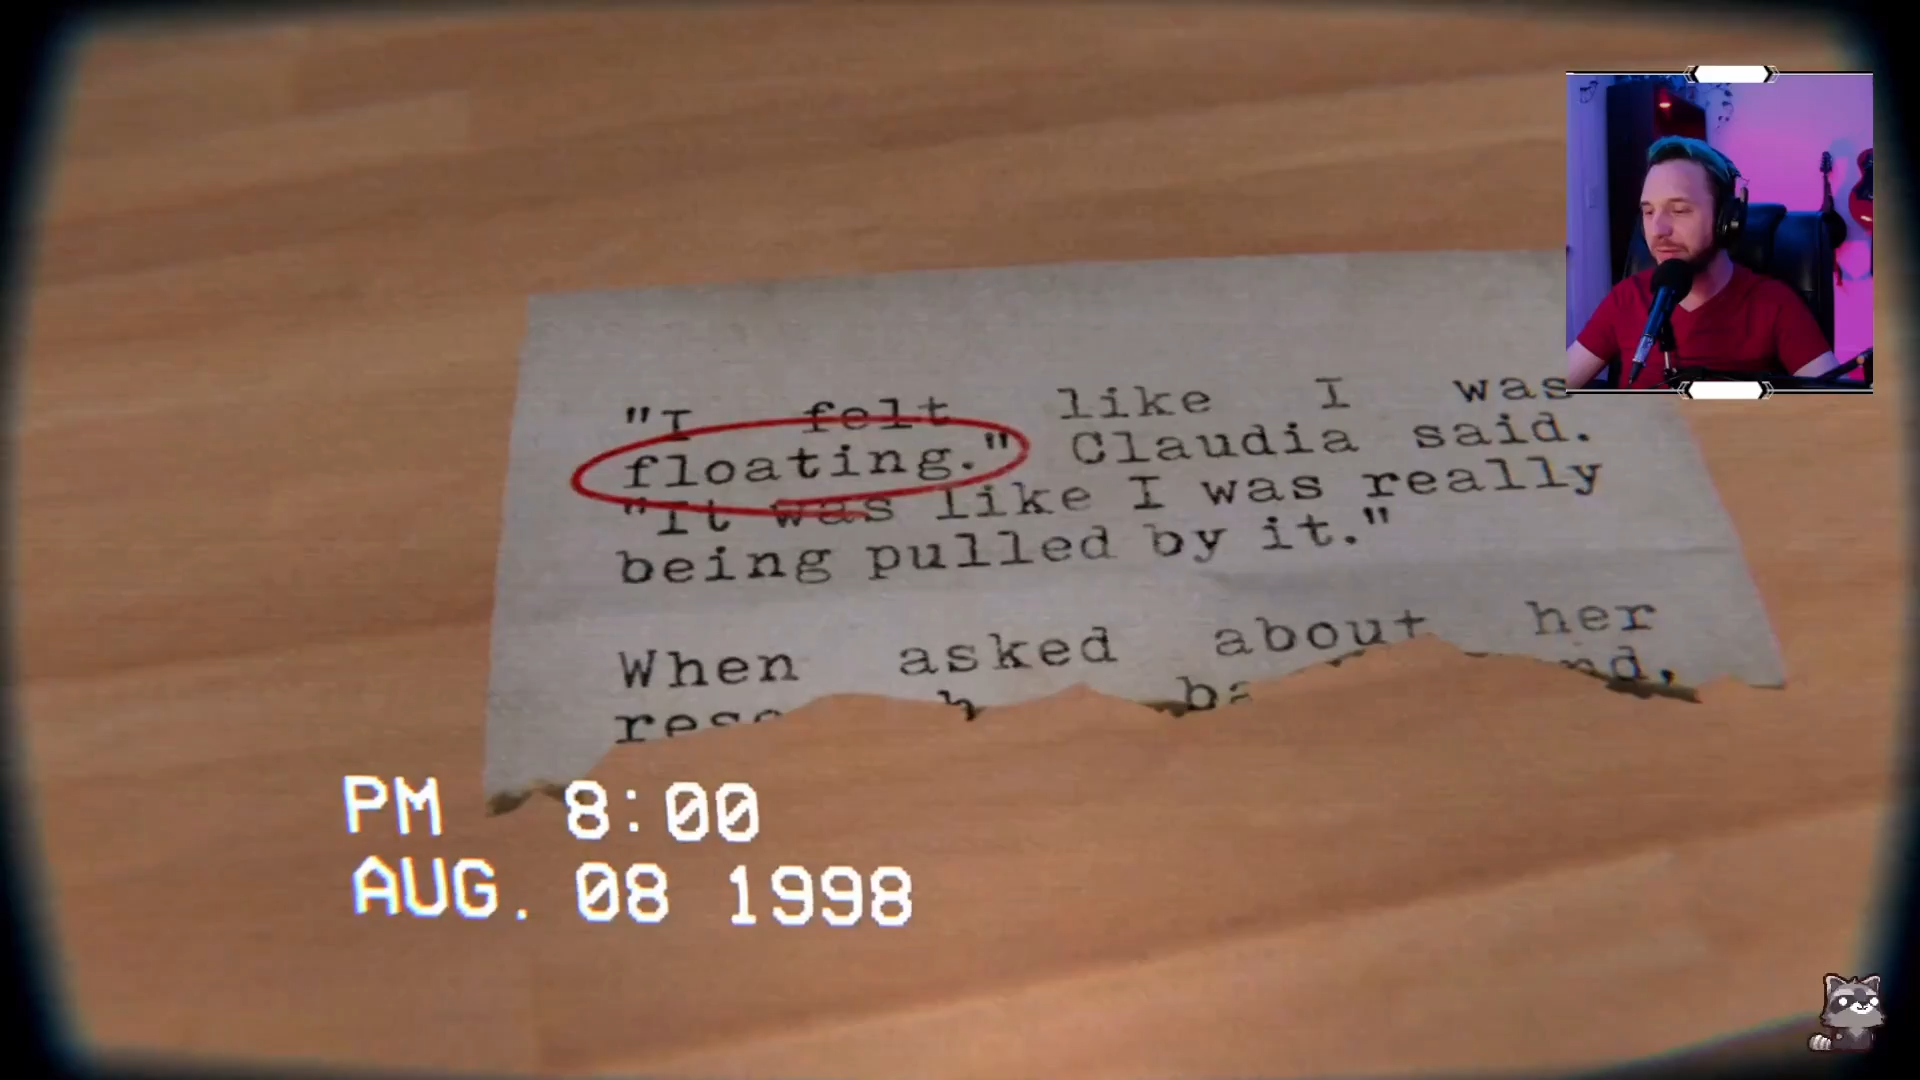 "I felt like I was
floating." Claudia said.
"It was like I was really
being pulled by it."
When asked about her
PM 8:00
AUG. 08 1998